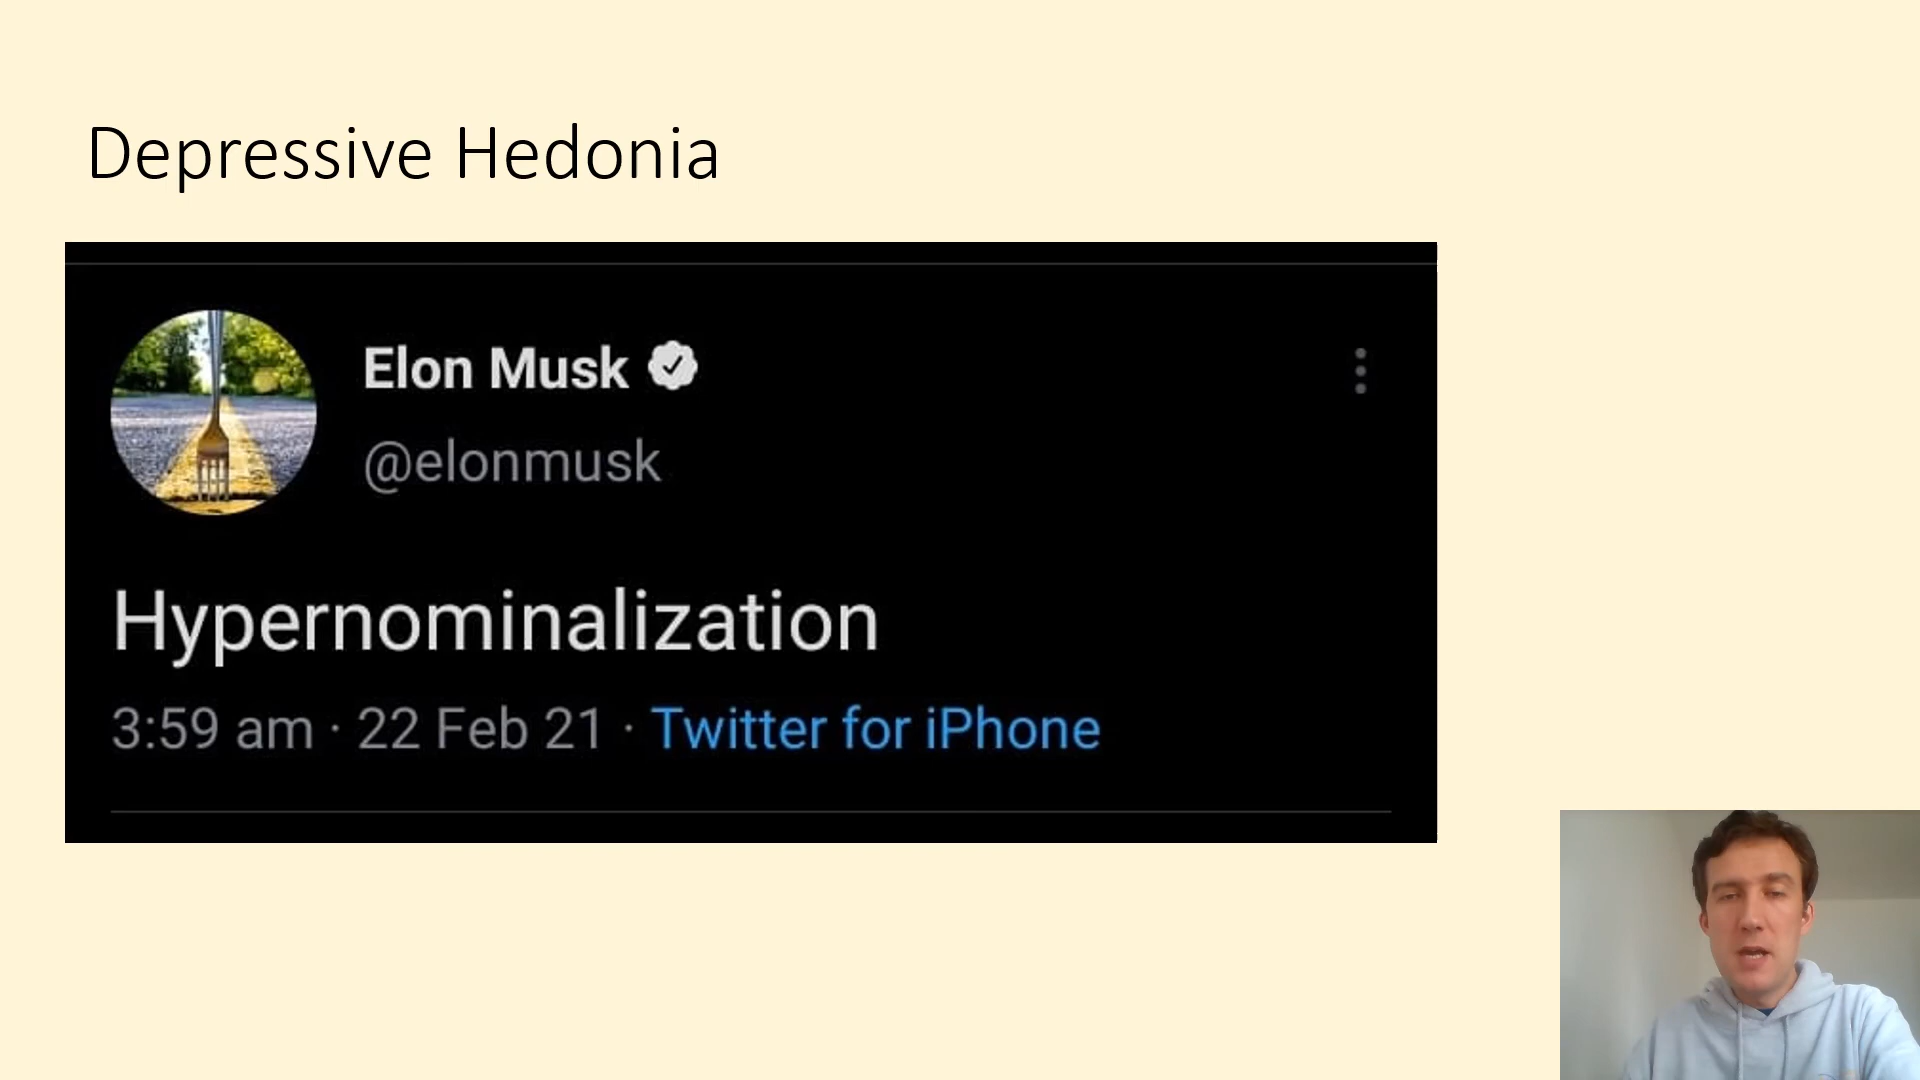 Depressive Hedonia
Elon Musk
@elonmusk
Hypernominalization
3:59 am · 22 Feb 21 · Twitter for iPhone